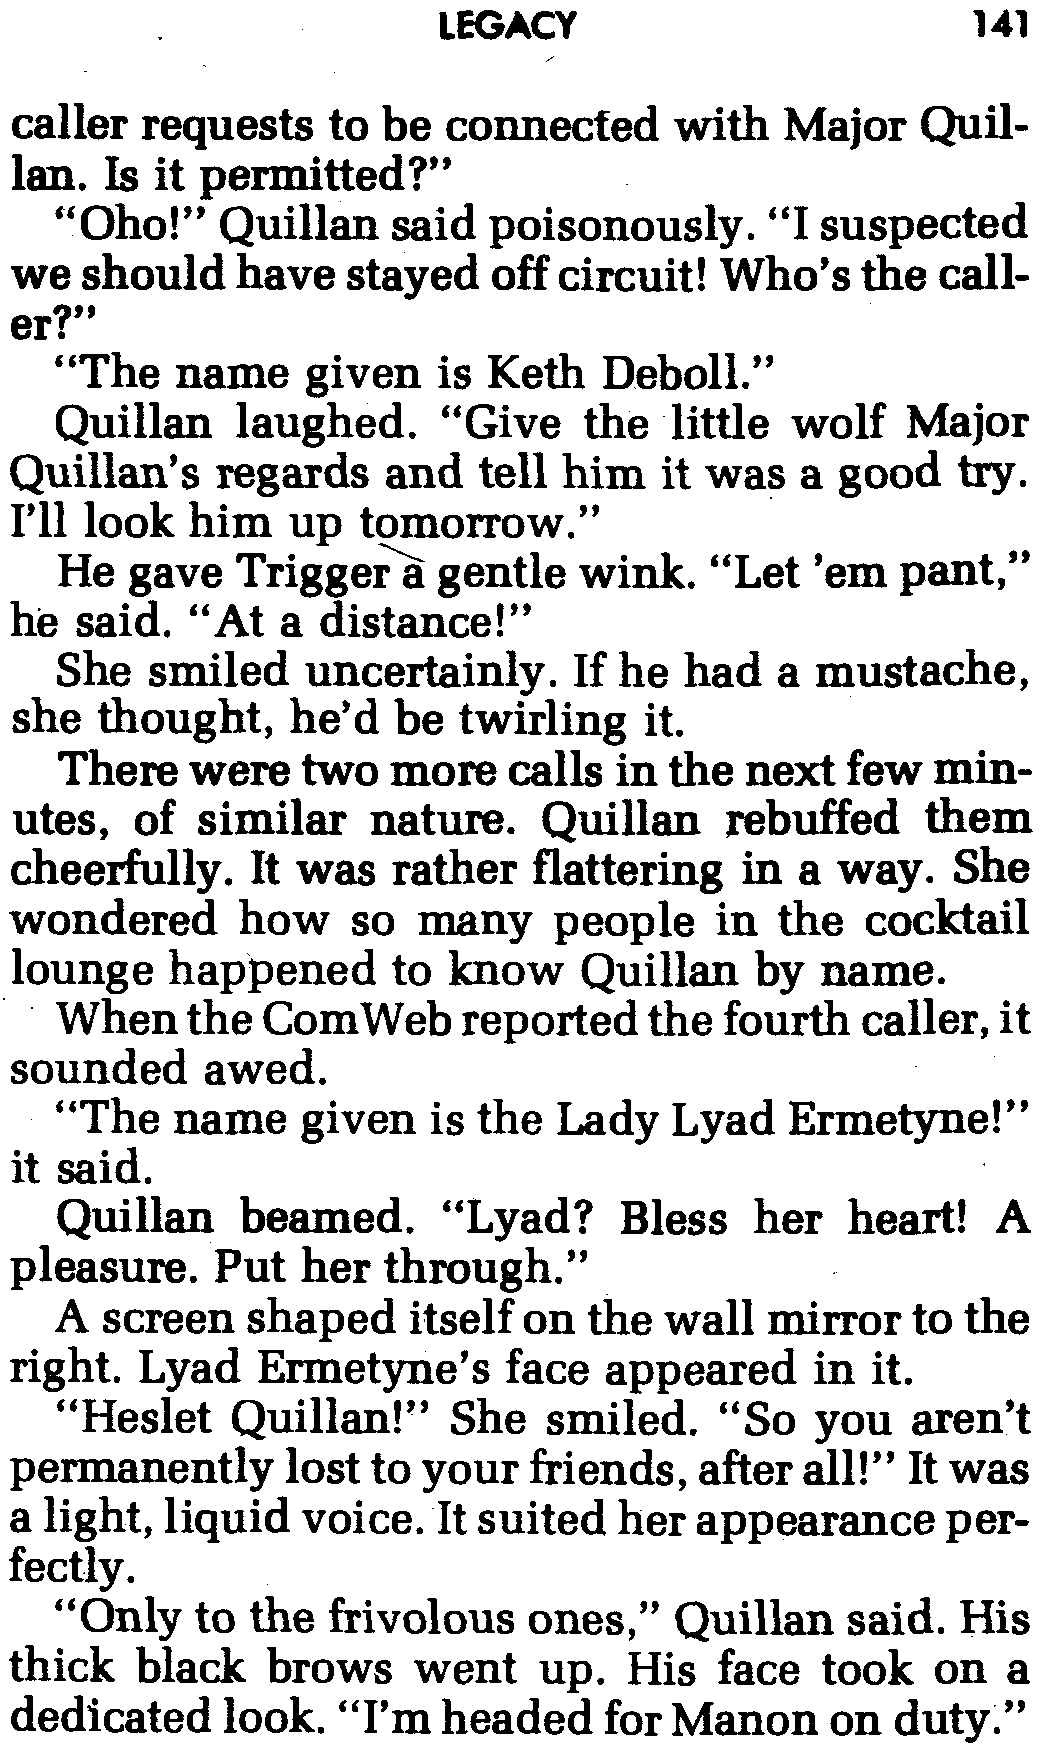 LEGACY 141
caller requests to be connected with Major Quil-
lan. Is it permitted?"
"Oho!" Quillan said poisonously. "I suspected
we should have stayed off circuit! Who's the call-
er?"
"The name given is Keth Deboll."
Quillan laughed. "Give the little wolf Major
Quillan's regards and tell him it was a good try.
I'll look him up tomorrow."
He gave Trigger a gentle wink. "Let 'em pant,"
he said. "At a distance!"
She smiled uncertainly. If he had a mustache,
she thought, he'd be twirling it.
There were two more calls in the next few min-
utes, of similar nature. Quillan rebuffed them
cheerfully. It was rather flattering in a way. She
wondered how so many people in the cocktail
lounge happened to know Quillan by name.
When the ComWeb reported the fourth caller, it
sounded awed.
"The name given is the Lady Lyad Ermetyne!"
it said.
Quillan beamed. "Lyad? Bless her heart! A
pleasure. Put her through."
A screen shaped itself on the wall mirror to the
right. Lyad Ermetyne's face appeared in it.
"Heslet Quillan!" She smiled. "So you aren't
permanently lost to your friends, after all!" It was
a light, liquid voice. It suited her appearance per-
fectly.
"Only to the frivolous ones," Quillan said. His
thick black brows went up. His face took on a
dedicated look. "I'm headed for Manon on duty."